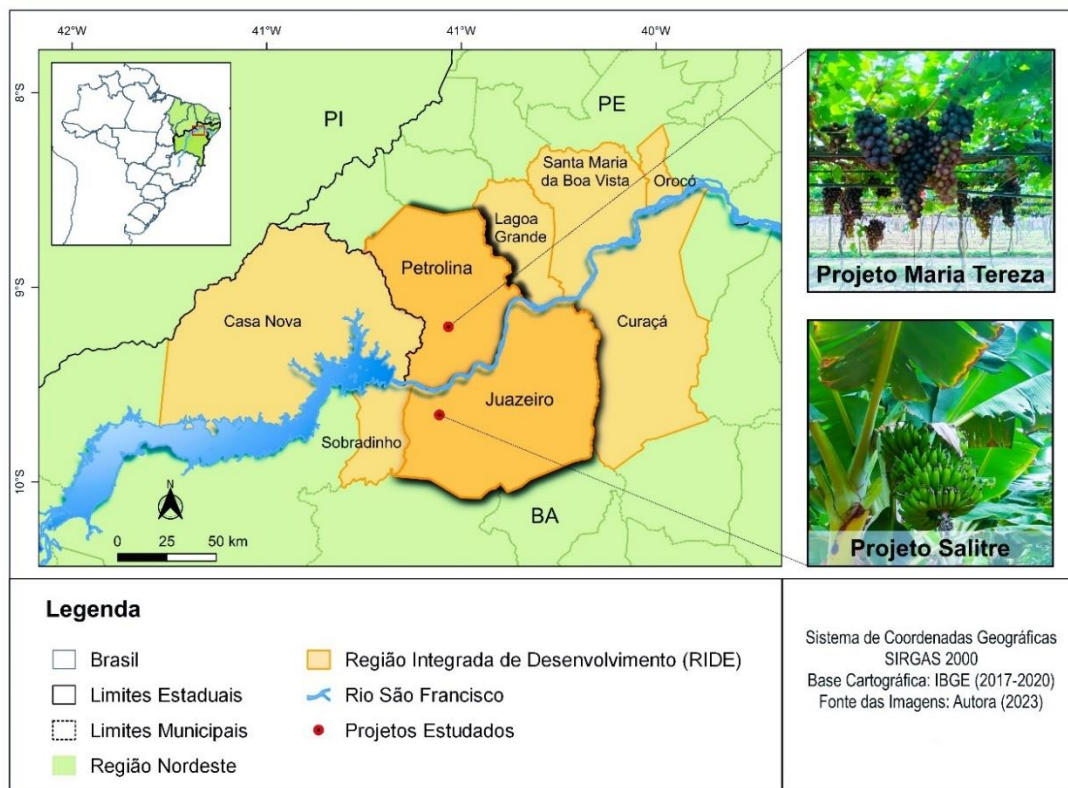 42°W
41°W
41°W
40°W
8°S
9°S
10°S
PI
PE
Santa Maria
da Boa Vista
Orocó
Lagoa
Grande
Petrolina
Casa Nova
Curaçá
Juazeiro
Sobradinho
BA
N
0 25 50 km
Projeto Maria Tereza
Projeto Salitre
Legenda
Brasil
Limites Estaduais
Limites Municipais
Região Nordeste
Região Integrada de Desenvolvimento (RIDE)
Rio São Francisco
Projetos Estudados
Sistema de Coordenadas Geográficas
SIRGAS 2000
Base Cartográfica: IBGE (2017-2020)
Fonte das Imagens: Autora (2023)